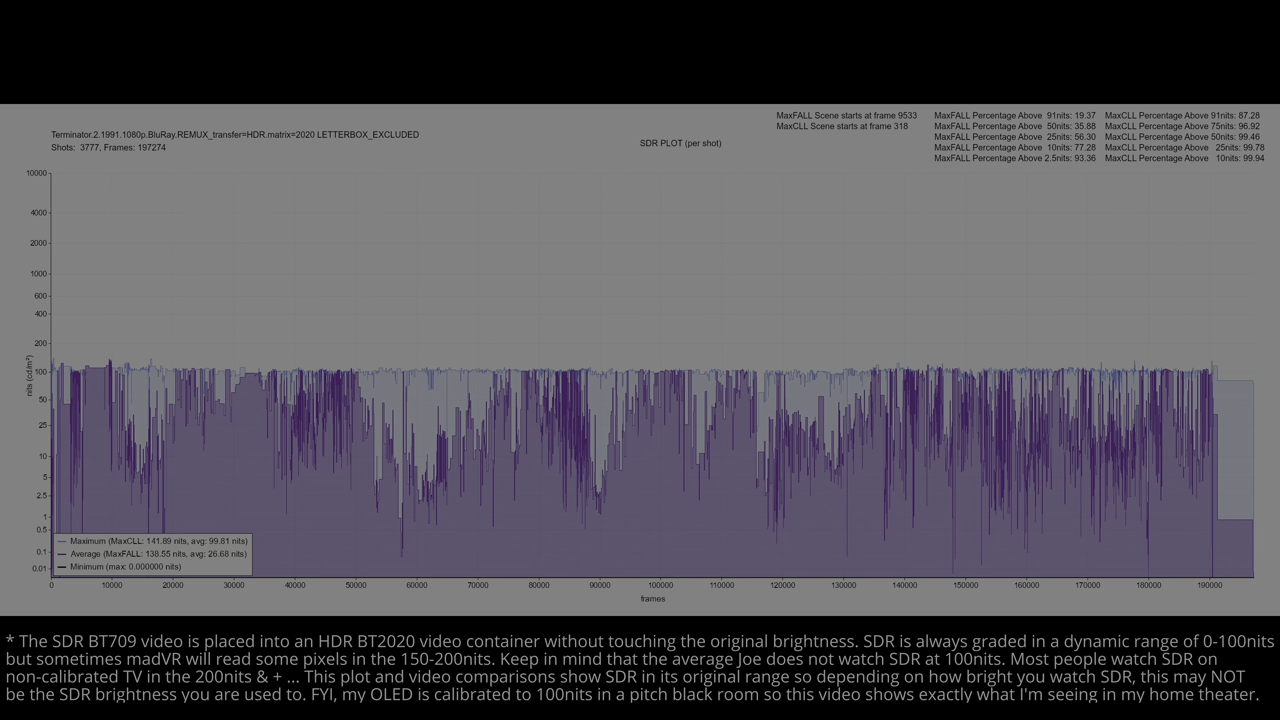 Terminator.2.1991.1080p.BluRay.REMUX_transfer=HDR.matrix=2020 LETTERBOX_EXCLUDED
Shots: 3777, Frames: 197274
SDR PLOT (per shot)
MaxFALL Scene starts at frame 9533
MaxCLL Scene starts at frame 318
MaxFALL Percentage Above 91nits: 19.37
MaxFALL Percentage Above 50nits: 35.88
MaxFALL Percentage Above 25nits: 56.30
MaxFALL Percentage Above 10nits: 77.28
MaxFALL Percentage Above 2.5nits: 93.36
MaxCLL Percentage Above 91nits: 87.28
MaxCLL Percentage Above 75nits: 96.92
MaxCLL Percentage Above 50nits: 99.46
MaxCLL Percentage Above 25nits: 99.78
MaxCLL Percentage Above 10nits: 99.94
10000
4000
2000
1000
600
400
200
100
50
25
10
5
2.5
1
0.5
0.1
0.01
nits (cd/m²)
Maximum (MaxCLL: 141.89 nits, avg: 99.81 nits)
Average (MaxFALL: 138.55 nits, avg: 26.68 nits)
Minimum (max: 0.000000 nits)
0 10000 20000 30000 40000 50000 60000 70000 80000 90000 100000 110000 120000 130000 140000 150000 160000 170000 180000 190000
frames
* The SDR BT709 video is placed into an HDR BT2020 video container without touching the original brightness. SDR is always graded in a dynamic range of 0-100nits
but sometimes madVR will read some pixels in the 150-200nits. Keep in mind that the average Joe does not watch SDR at 100nits. Most people watch SDR on
non-calibrated TV in the 200nits & + ... This plot and video comparisons show SDR in its original range so depending on how bright you watch SDR, this may NOT
be the SDR brightness you are used to. FYI, my OLED is calibrated to 100nits in a pitch black room so this video shows exactly what I'm seeing in my home theater.